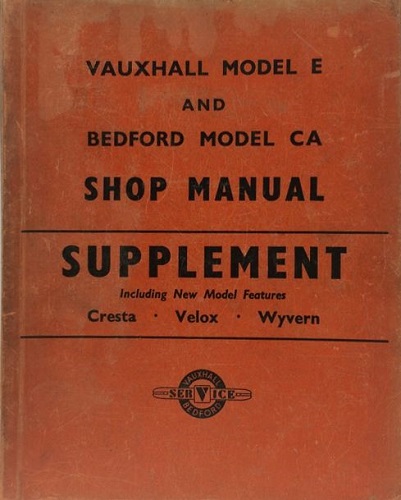 VAUXHALL MODEL E
AND
BEDFORD MODEL CA
SHOP MANUAL
SUPPLEMENT
Including New Model Features
Cresta · Velox · Wyvern
VAUXHALL
SERVICE
BEDFORD